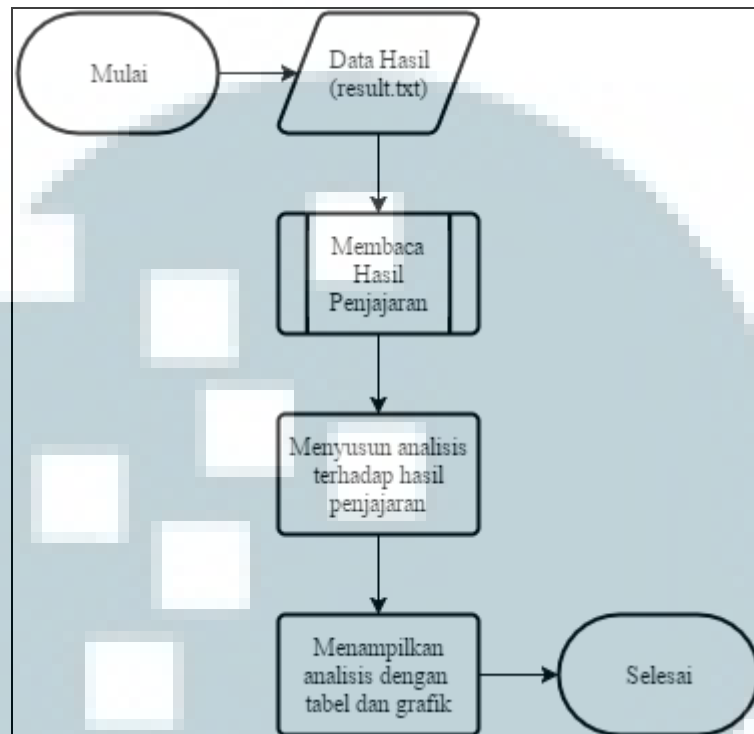 Mulai
Data Hasil
(result.txt)
Membaca
Hasil
Penjajaran
Menyusun analisis
terhadap hasil
penjajaran
Menampilkan
analisis dengan
tabel dan grafik
Selesai